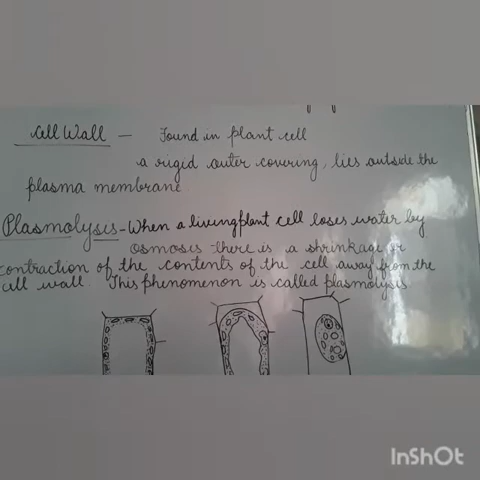 Cell Wall — Found in plant cell
a rigid outer covering, lies outside the
plasma membrane
Plasmolysis - When a living plant cell loses water by
osmosis there is a shrinkage or
contraction of the contents of the cell away from the
cell wall. This phenomenon is called plasmolysis.
InShOt